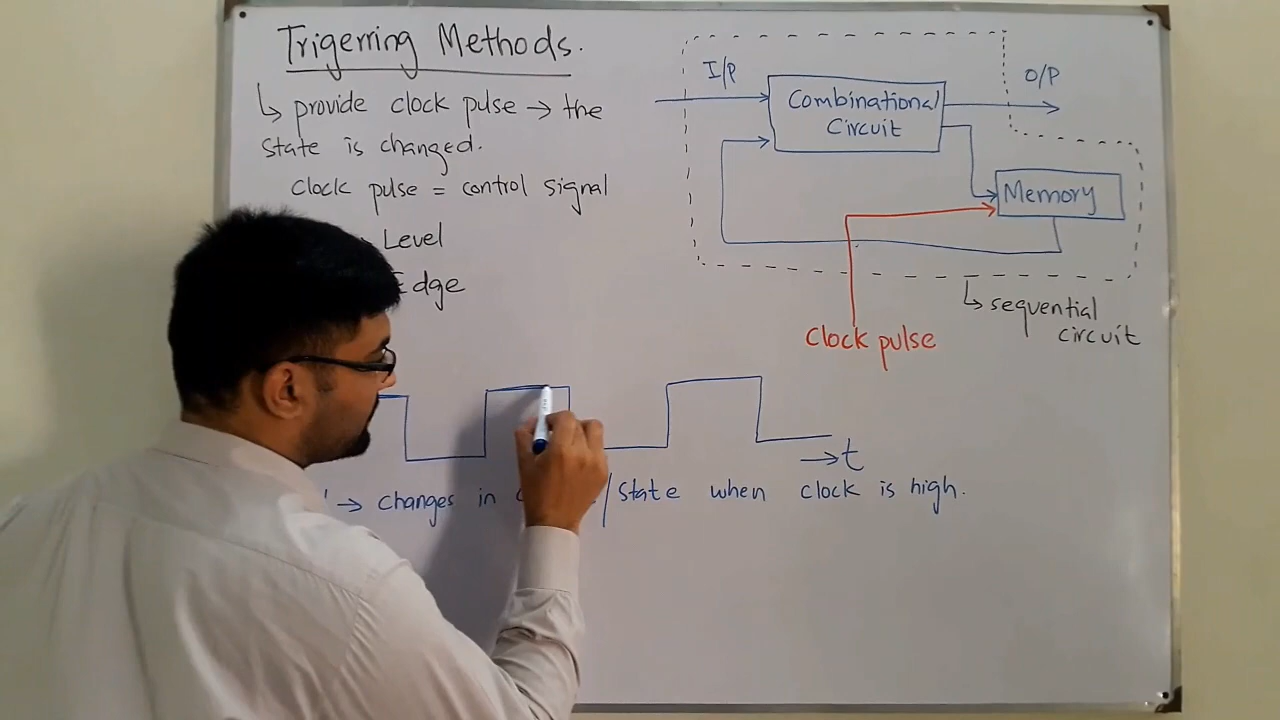 Trigerring Methods.
↳ provide clock pulse → the
state is changed.
Clock pulse = control signal
Level
Edge
I/P
O/P
Combinational
Circuit
Memory
↳ sequential
circuit
Clock pulse
→ t
→ changes in / state when clock is high.